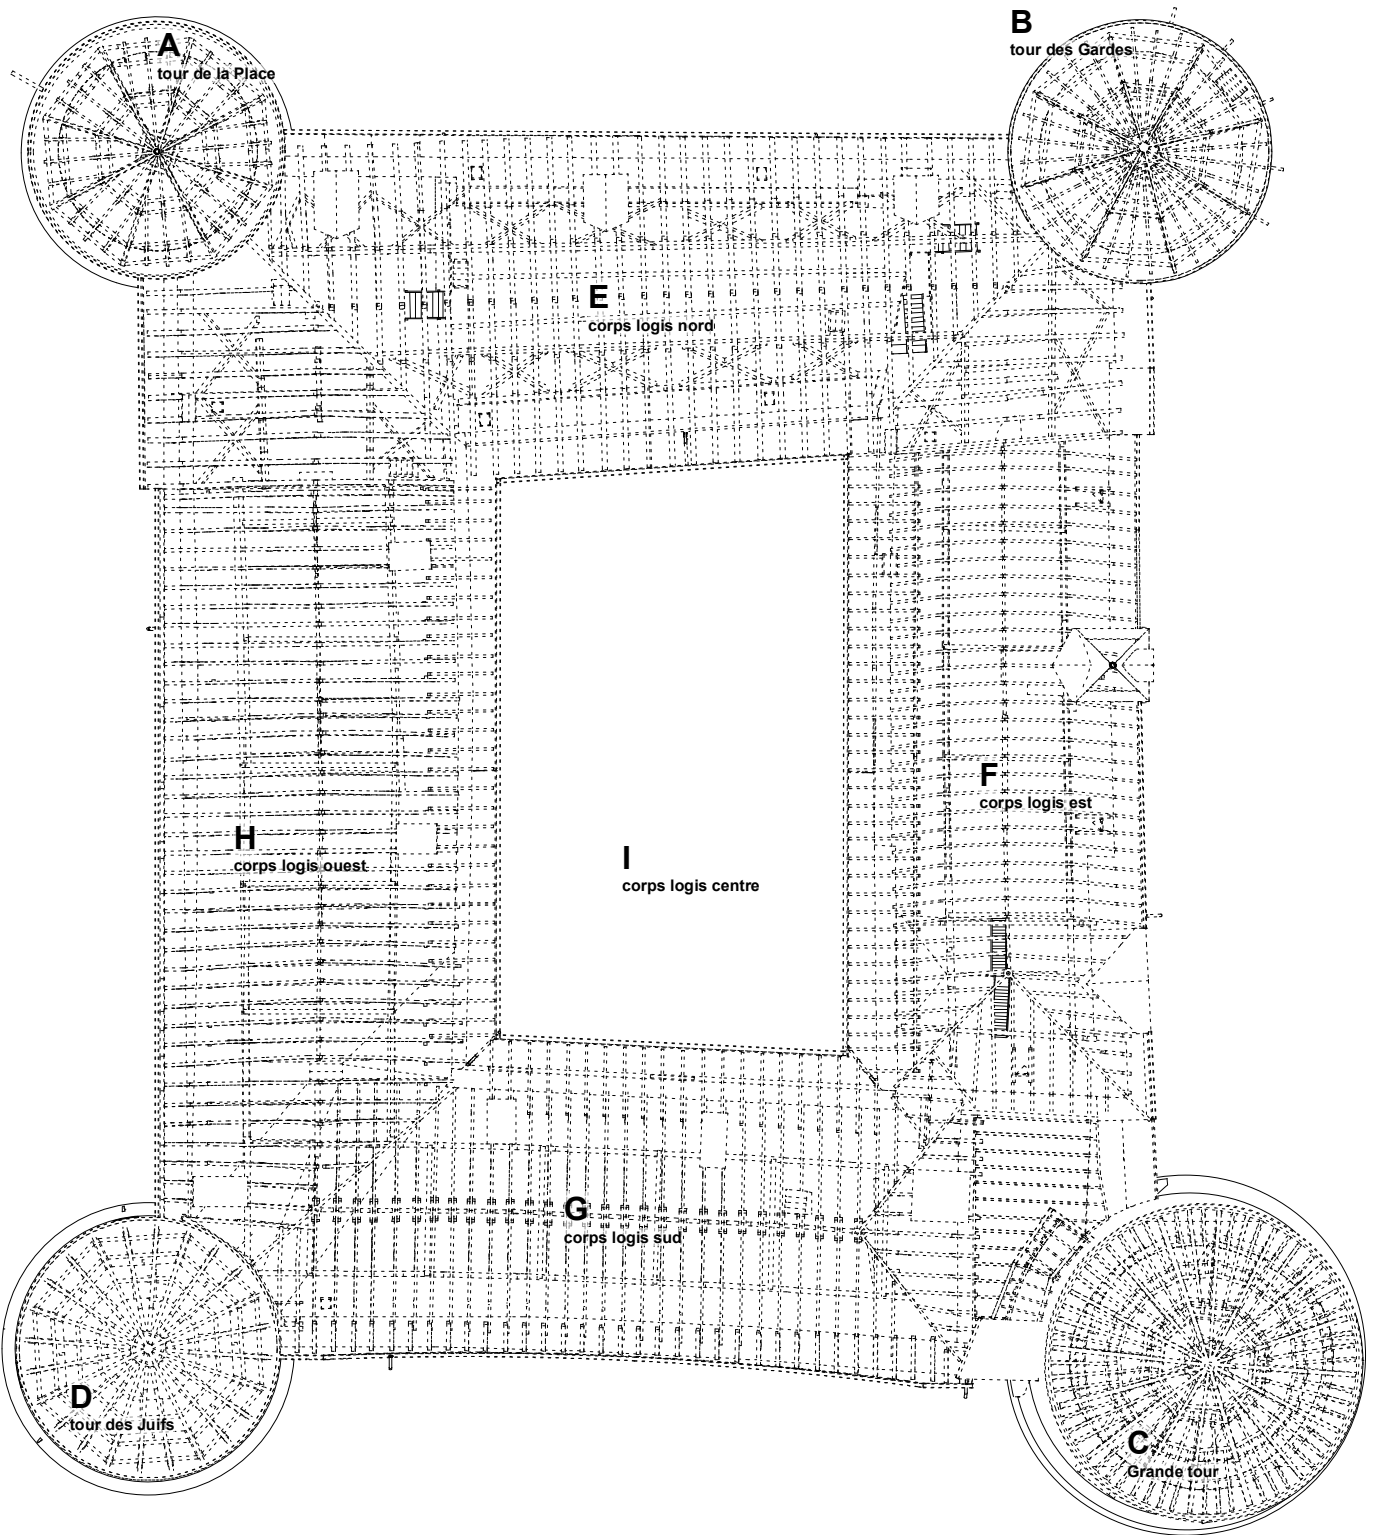 A
tour de la Place
B
tour des Gardes
E
corps logis nord
F
corps logis est
H
corps logis ouest
I
corps logis centre
G
corps logis sud
D
tour des Juifs
C
Grande tour